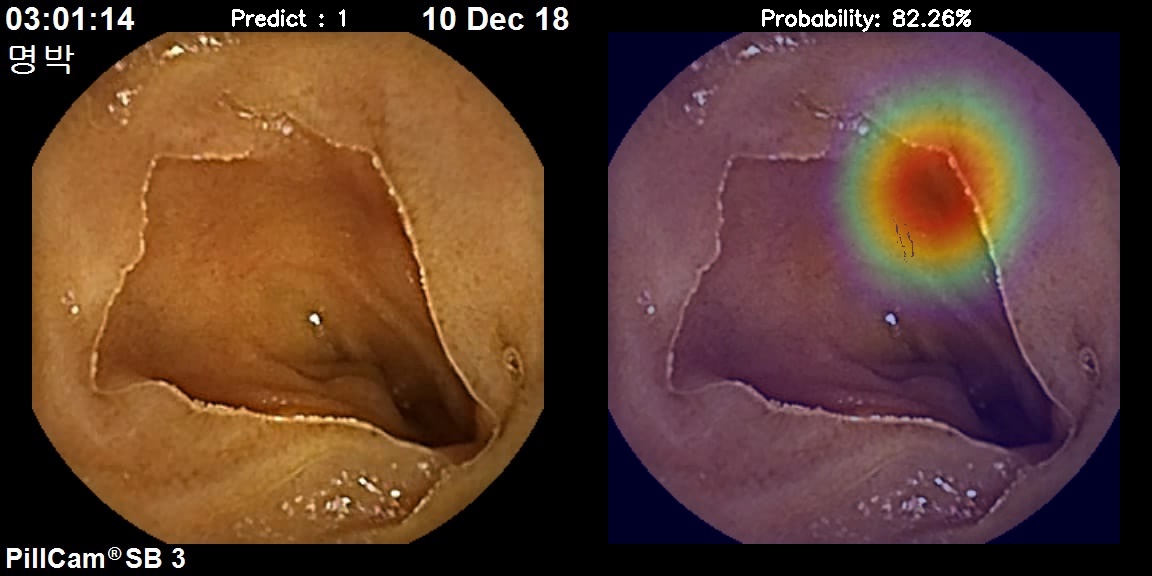 03:01:14 Predict : 1 10 Dec 18 Probability: 82.26%
명박
PillCam® SB 3